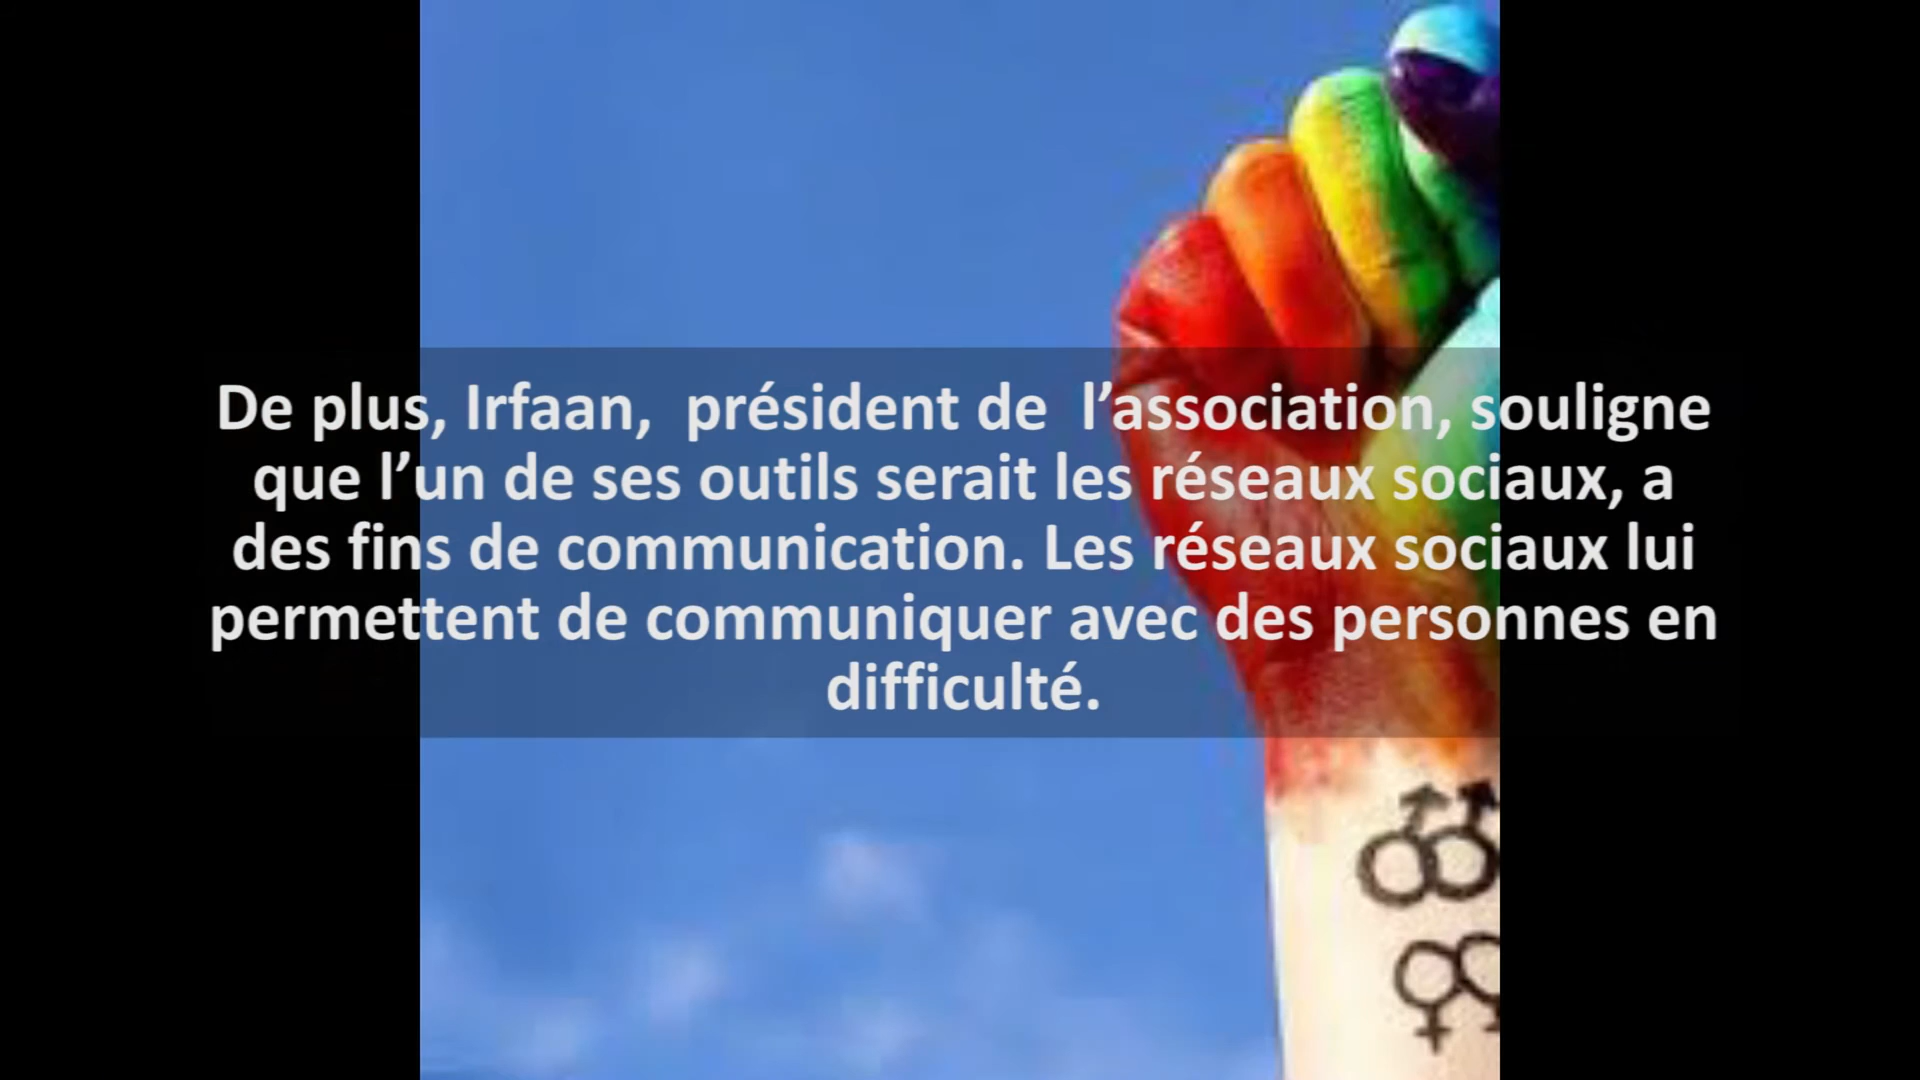 De plus, Irfaan,  président de  l’association, souligne
que l’un de ses outils serait les réseaux sociaux, a
des fins de communication. Les réseaux sociaux lui
permettent de communiquer avec des personnes en
difficulté.